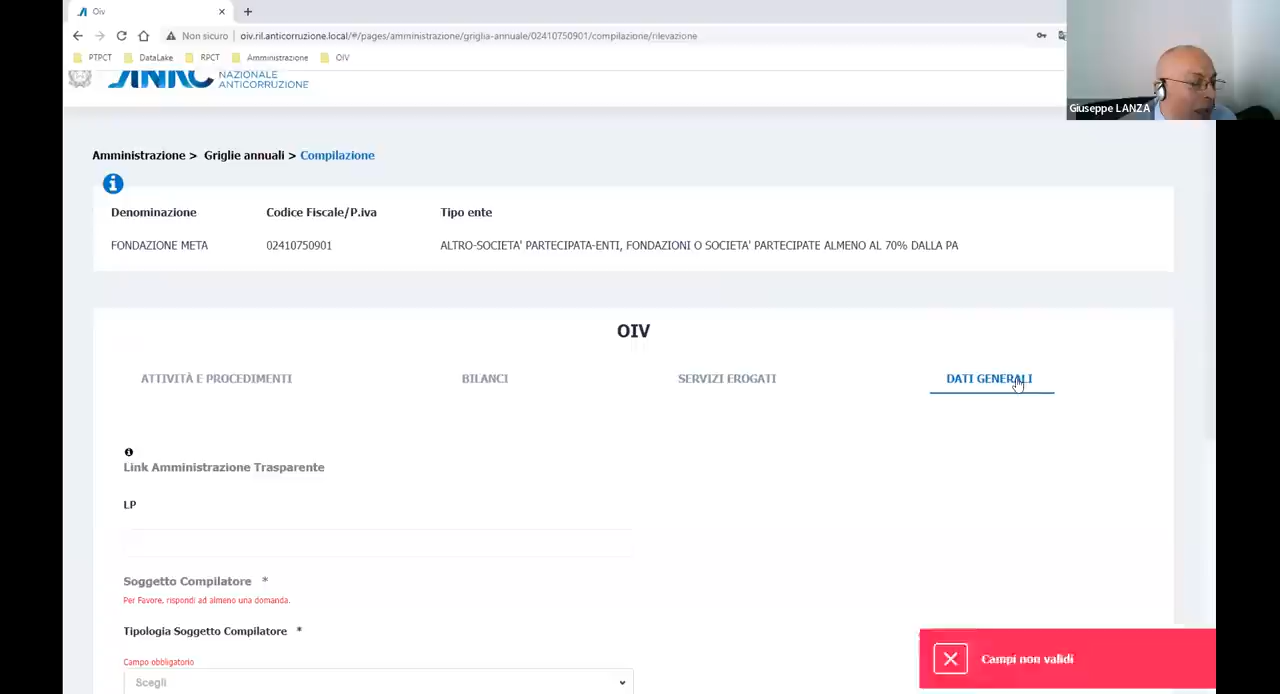 Oiv
Non sicuro
oiv.ril.anticorruzione.local/#/pages/amministrazione/griglia-annuale/02410750901/compilazione/rilevazione
PTPCT
DataLake
RPCT
Amministrazione
OIV
Giuseppe LANZA
ANAC
NAZIONALE
ANTICORRUZIONE
Amministrazione > Griglie annuali > Compilazione
Denominazione Codice Fiscale/P.iva Tipo ente
FONDAZIONE META 02410750901 ALTRO-SOCIETA' PARTECIPATA-ENTI, FONDAZIONI O SOCIETA' PARTECIPATE ALMENO AL 70% DALLA PA
OIV
ATTIVITÀ E PROCEDIMENTI BILANCI SERVIZI EROGATI DATI GENERALI
Link Amministrazione Trasparente
LP
Soggetto Compilatore *
Per Favore, rispondi ad almeno una domanda.
Tipologia Soggetto Compilatore *
Campo obbligatorio
Scegli
Campi non validi